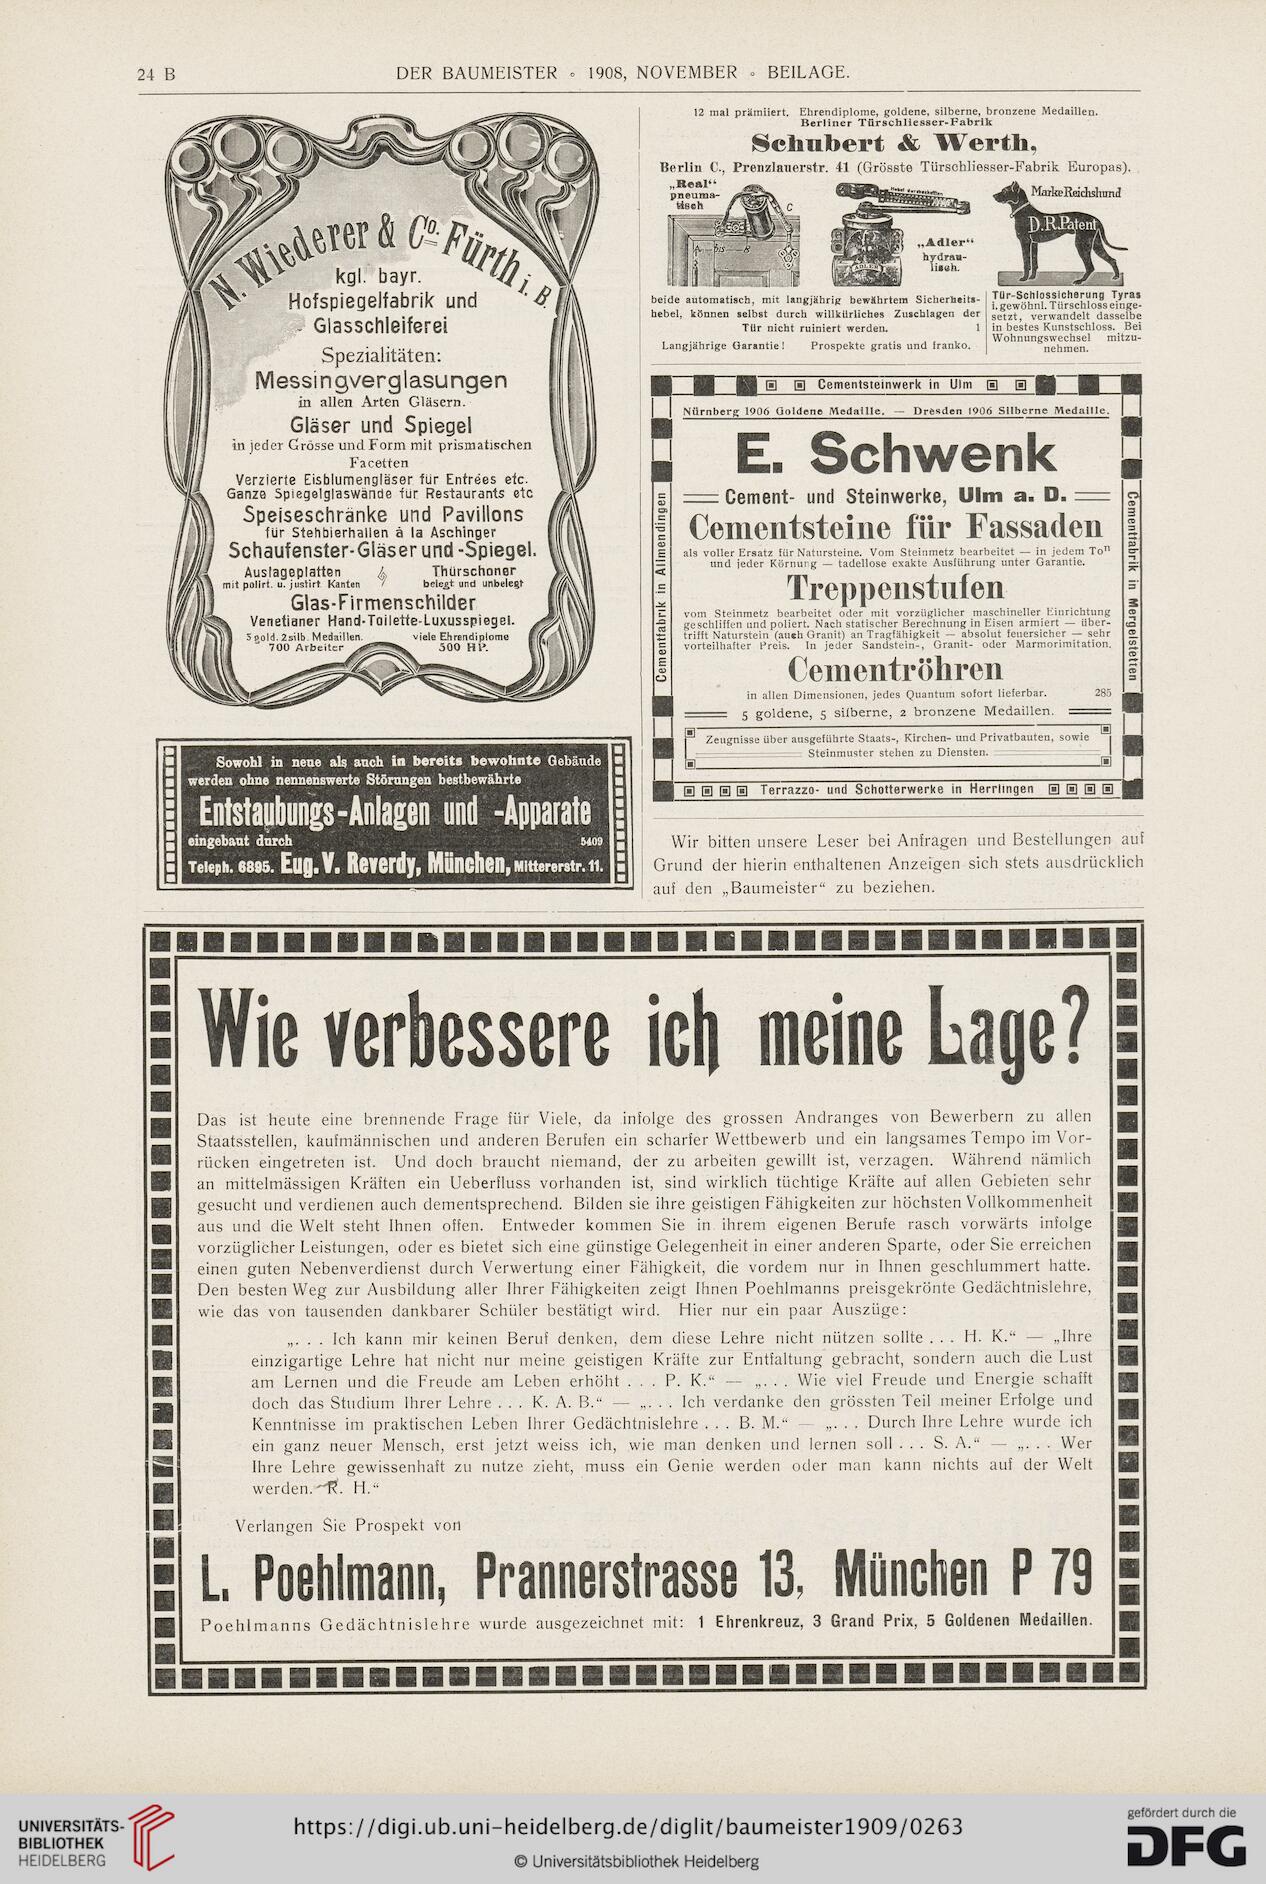 24 B
DER BAUMEISTER ∘ 1908, NOVEMBER ∘ BEILAGE.
N. Wiederer & Co. Fürth i. B.
kgl. bayr.
Hofspiegelfabrik und
Glasschleiferei
Spezialitäten:
Messingverglasungen
in allen Arten Gläsern.
Gläser und Spiegel
in jeder Grösse und Form mit prismatischen
Facetten
Verzierte Eisblumengläser für Entrées etc.
Ganze Spiegelglaswände für Restaurants etc
Speiseschränke und Pavillons
für Stehbierhallen à la Aschinger
Schaufenster-Gläser und -Spiegel.
Auslageplatten
mit polirt. u. justirt Kanten
Thürschoner
belegt und unbelegt
Glas-Firmenschilder
Venetianer Hand-Toilette-Luxusspiegel.
5 gold. 2 silb. Medaillen.
viele Ehrendiplome
700 Arbeiter
500 HP.
Sowohl in neue als auch in bereits bewohnte Gebäude
werden ohne nennenswerte Störungen bestbewährte
Entstaubungs-Anlagen und -Apparate
eingebaut durch 5409
Teleph. 6895. Eug. V. Reverdy, München, Mittererstr. 11.
12 mal prämiiert. Ehrendiplome, goldene, silberne, bronzene Medaillen.
Berliner Türschliesser-Fabrik
Schubert & Werth,
Berlin C., Prenzlauerstr. 41 (Grösste Türschliesser-Fabrik Europas).
„Real“
pneuma-
tisch
C
A — bis — B
Hebel durchschnitten
ADLER
„Adler“
hydrau-
lisch.
Marke Reichshund
D.R.Patent
beide automatisch, mit langjährig bewährtem Sicherheits-
hebel, können selbst durch willkürliches Zuschlagen der
Tür nicht ruiniert werden. 1
Langjährige Garantie! Prospekte gratis und franko.
Tür-Schlossicherung Tyras
i. gewöhnl. Türschloss einge-
setzt, verwandelt dasselbe
in bestes Kunstschloss. Bei
Wohnungswechsel mitzu-
nehmen.
Cementsteinwerk in Ulm
Nürnberg 1906 Goldene Medaille. — Dresden 1906 Silberne Medaille.
E. Schwenk
Cement- und Steinwerke, Ulm a. D.
Cementsteine für Fassaden
als voller Ersatz für Natursteine. Vom Steinmetz bearbeitet — in jedem Ton
und jeder Körnung — tadellose exakte Ausführung unter Garantie.
Treppenstufen
vom Steinmetz bearbeitet oder mit vorzüglicher maschineller Einrichtung
geschliffen und poliert. Nach statischer Berechnung in Eisen armiert — über-
trifft Naturstein (auch Granit) an Tragfähigkeit — absolut feuersicher — sehr
vorteilhafter Preis. In jeder Sandstein-, Granit- oder Marmorimitation.
Cementröhren
in allen Dimensionen, jedes Quantum sofort lieferbar. 285
5 goldene, 5 silberne, 2 bronzene Medaillen.
Zeugnisse über ausgeführte Staats-, Kirchen- und Privatbauten, sowie
Steinmuster stehen zu Diensten.
Terrazzo- und Schotterwerke in Herrlingen
Cementfabrik in Allmendingen
Cementfabrik in Mergelstetten
Wir bitten unsere Leser bei Anfragen und Bestellungen auf
Grund der hierin enthaltenen Anzeigen sich stets ausdrücklich
auf den „Baumeister“ zu beziehen.
Wie verbessere ich meine Lage?
Das ist heute eine brennende Frage für Viele, da infolge des grossen Andranges von Bewerbern zu allen
Staatsstellen, kaufmännischen und anderen Berufen ein scharfer Wettbewerb und ein langsames Tempo im Vor-
rücken eingetreten ist. Und doch braucht niemand, der zu arbeiten gewillt ist, verzagen. Während nämlich
an mittelmässigen Kräften ein Ueberfluss vorhanden ist, sind wirklich tüchtige Kräfte auf allen Gebieten sehr
gesucht und verdienen auch dementsprechend. Bilden sie ihre geistigen Fähigkeiten zur höchsten Vollkommenheit
aus und die Welt steht Ihnen offen. Entweder kommen Sie in ihrem eigenen Berufe rasch vorwärts infolge
vorzüglicher Leistungen, oder es bietet sich eine günstige Gelegenheit in einer anderen Sparte, oder Sie erreichen
einen guten Nebenverdienst durch Verwertung einer Fähigkeit, die vordem nur in Ihnen geschlummert hatte.
Den besten Weg zur Ausbildung aller Ihrer Fähigkeiten zeigt Ihnen Poehlmanns preisgekrönte Gedächtnislehre,
wie das von tausenden dankbarer Schüler bestätigt wird. Hier nur ein paar Auszüge:
„. . . Ich kann mir keinen Beruf denken, dem diese Lehre nicht nützen sollte . . . H. K.“ — „Ihre
einzigartige Lehre hat nicht nur meine geistigen Kräfte zur Entfaltung gebracht, sondern auch die Lust
am Lernen und die Freude am Leben erhöht . . . P. K.“ — „. . . Wie viel Freude und Energie schafft
doch das Studium Ihrer Lehre . . . K. A. B.“ — „. . . Ich verdanke den grössten Teil meiner Erfolge und
Kenntnisse im praktischen Leben Ihrer Gedächtnislehre . . . B. M.“ — „. . . Durch Ihre Lehre wurde ich
ein ganz neuer Mensch, erst jetzt weiss ich, wie man denken und lernen soll . . . S. A.“ — „. . . Wer
Ihre Lehre gewissenhaft zu nutze zieht, muss ein Genie werden oder man kann nichts auf der Welt
werden. R. H.“
Verlangen Sie Prospekt von
L. Poehlmann, Prannerstrasse 13, München P 79
Poehlmanns Gedächtnislehre wurde ausgezeichnet mit: 1 Ehrenkreuz, 3 Grand Prix, 5 Goldenen Medaillen.
UNIVERSITÄTS-
BIBLIOTHEK
HEIDELBERG
https://digi.ub.uni-heidelberg.de/diglit/baumeister1909/0263
© Universitätsbibliothek Heidelberg
gefördert durch die
DFG